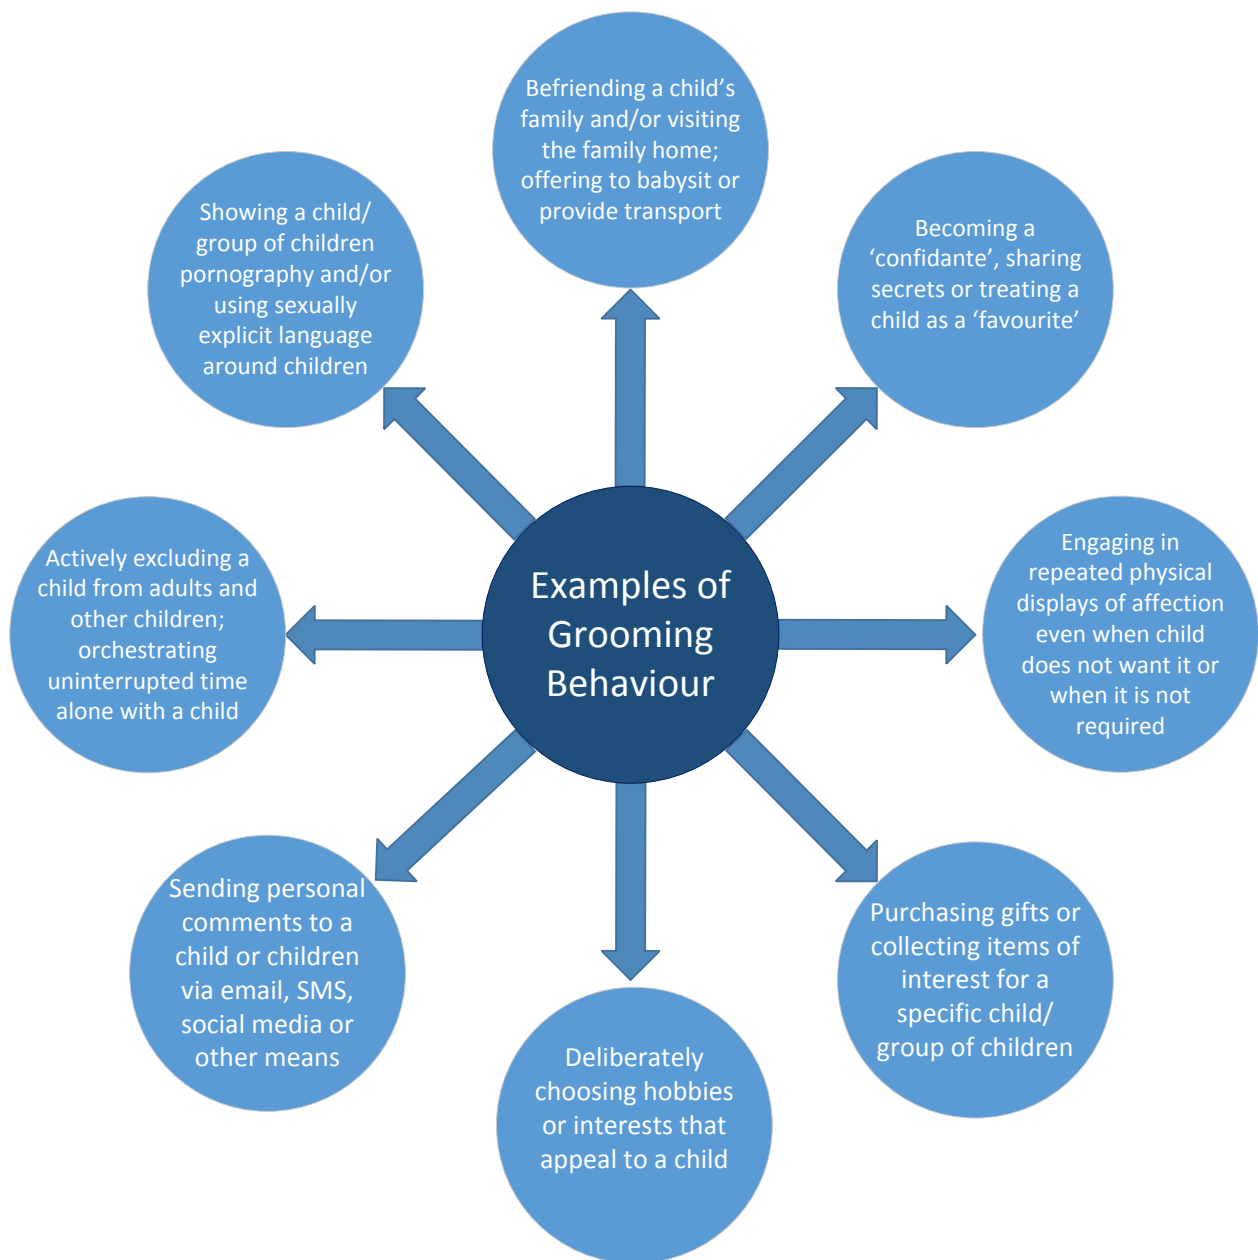 Befriending a child’s
family and/or visiting
the family home;
offering to babysit or
provide transport
Showing a child/
group of children
pornography and/or
using sexually
explicit language
around children
Becoming a
‘confidante’, sharing
secrets or treating a
child as a ‘favourite’
Actively excluding a
child from adults and
other children;
orchestrating
uninterrupted time
alone with a child
Examples of
Grooming
Behaviour
Engaging in
repeated physical
displays of affection
even when child
does not want it or
when it is not
required
Sending personal
comments to a
child or children
via email, SMS,
social media or
other means
Purchasing gifts or
collecting items of
interest for a
specific child/
group of children
Deliberately
choosing hobbies
or interests that
appeal to a child